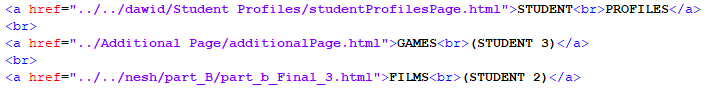 <a href="../../dawid/Student Profiles/studentProfilesPage.html">STUDENT<br>PROFILES</a>
<br>
<a href="../Additional Page/additionalPage.html">GAMES<br>(STUDENT 3)</a>
<br>
<a href="../../nesh/part_B/part_b_Final_3.html">FILMS<br>(STUDENT 2)</a>